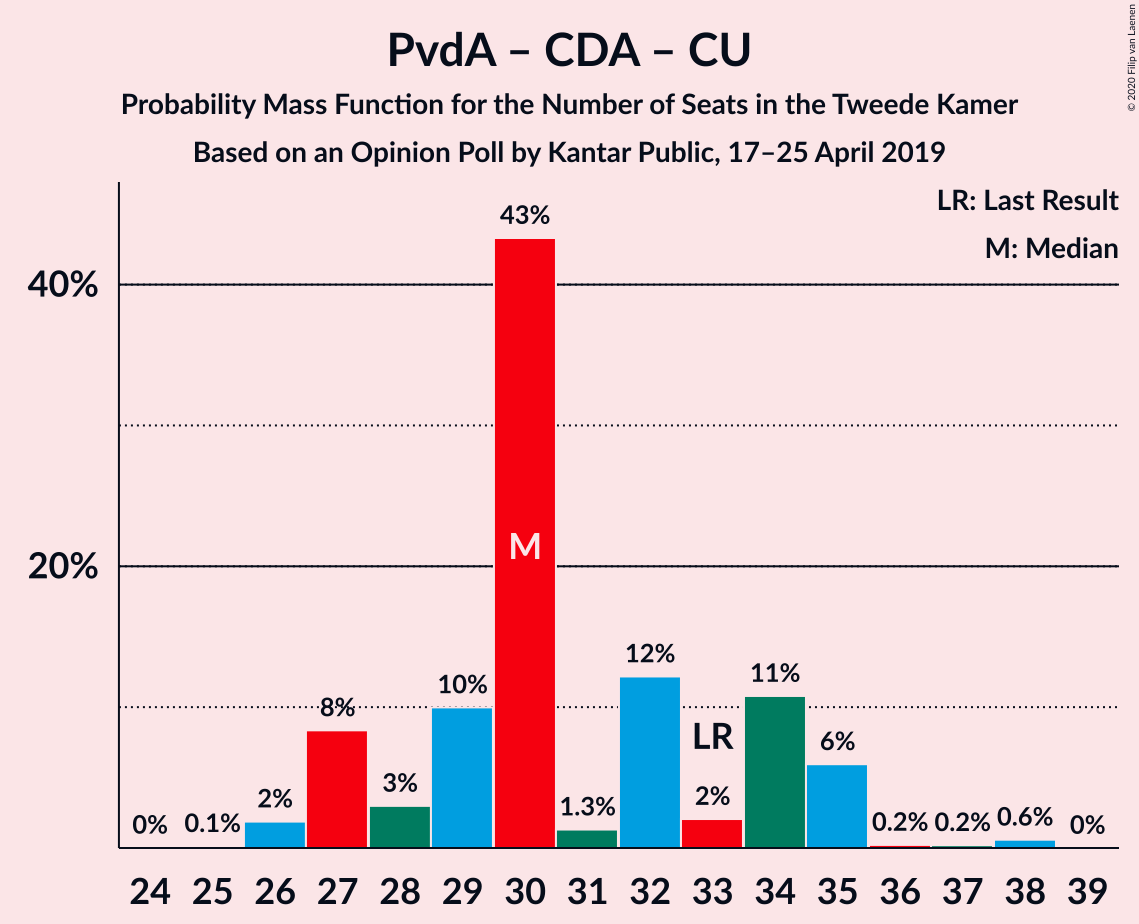 PvdA – CDA – CU
Probability Mass Function for the Number of Seats in the Tweede Kamer
Based on an Opinion Poll by Kantar Public, 17–25 April 2019
© 2020 Filip van Laenen
LR: Last Result
M: Median
40%
20%
0%
0.1%
2%
8%
3%
10%
43%
M
1.3%
12%
LR
2%
11%
6%
0.2%
0.2%
0.6%
0%
24 25 26 27 28 29 30 31 32 33 34 35 36 37 38 39